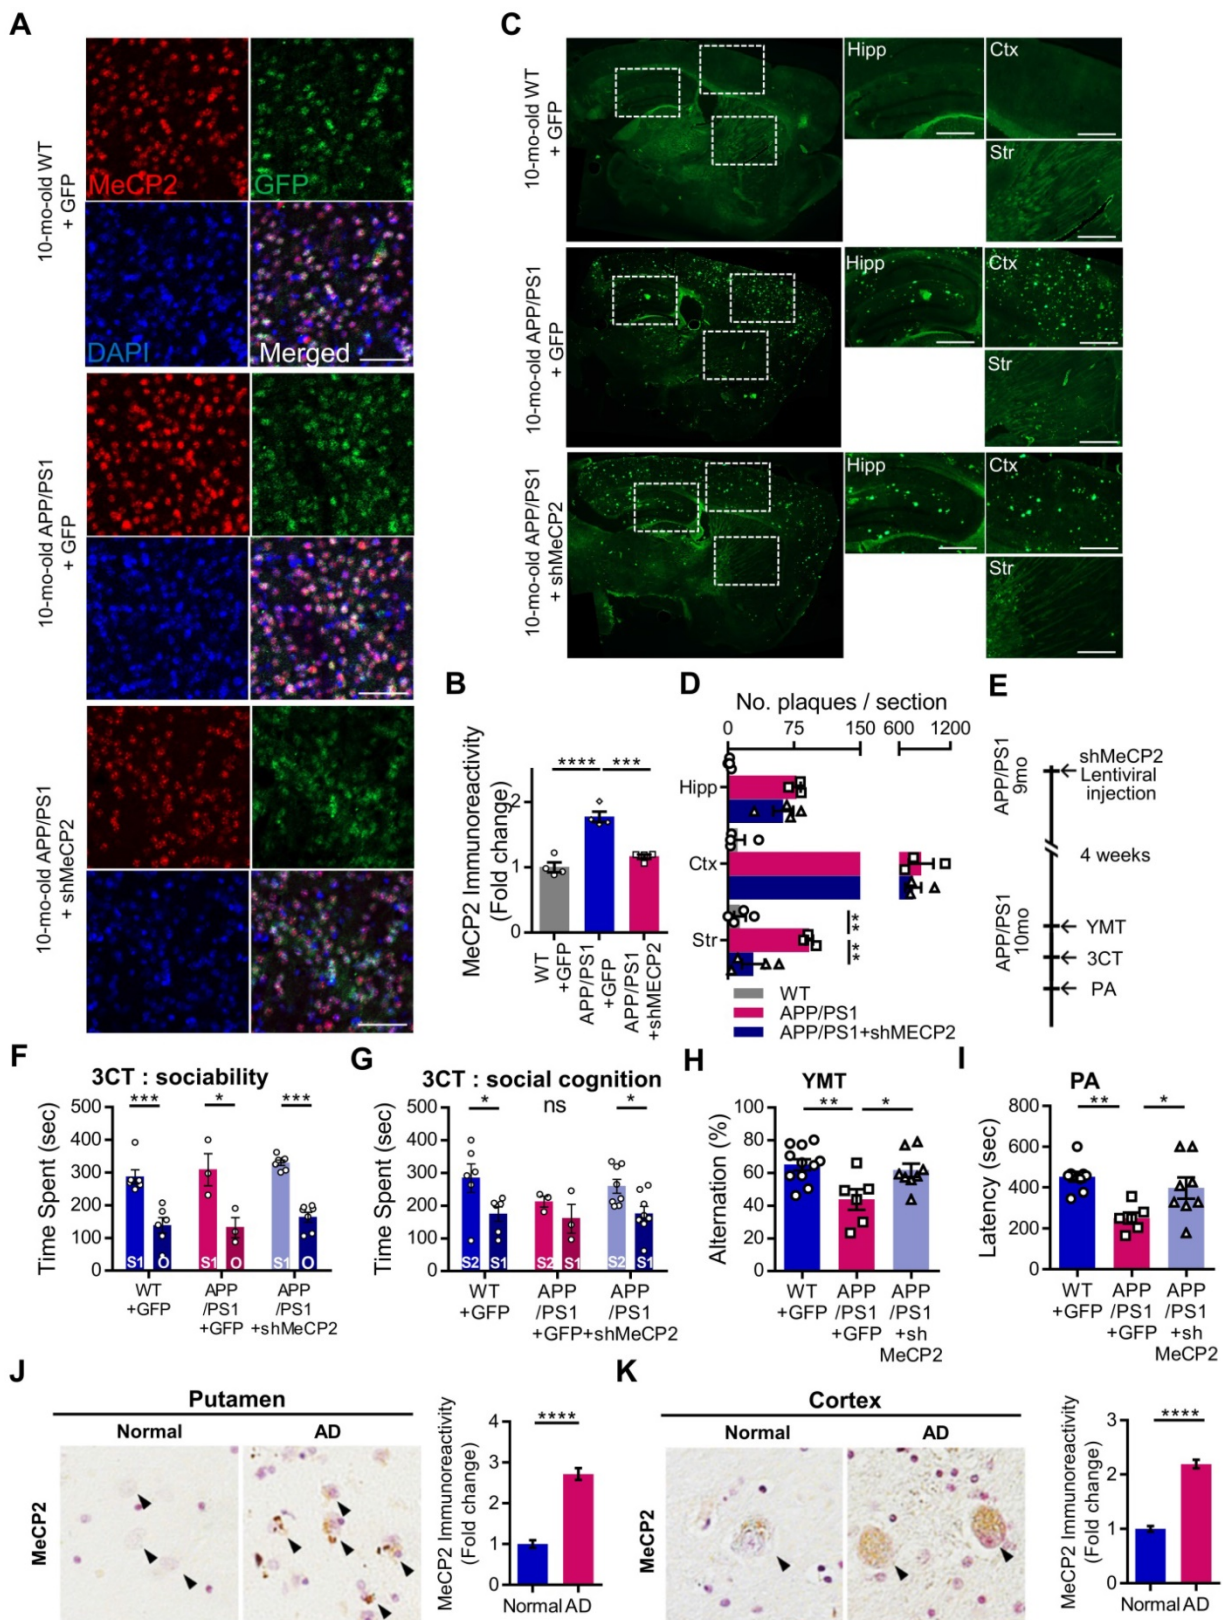 A
10-mo-old WT
+ GFP
MeCP2
GFP
DAPI
Merged
10-mo-old APP/PS1
+ GFP
10-mo-old APP/PS1
+ shMeCP2
C
10-mo-old WT
+ GFP
Hipp
Ctx
Str
10-mo-old APP/PS1
+ GFP
Hipp
Ctx
Str
10-mo-old APP/PS1
+ shMeCP2
Hipp
Ctx
Str
B
MeCP2 Immunoreactivity
(Fold change)
2
1
0
**** ***
WT
+GFP
APP/PS1
+GFP
APP/PS1
+shMECP2
D
No. plaques / section
0 75 150 600 1200
Hipp
Ctx
Str
**
**
WT
APP/PS1
APP/PS1+shMECP2
E
APP/PS1
9mo
shMeCP2
Lentiviral
injection
4 weeks
APP/PS1
10mo
YMT
3CT
PA
F
3CT : sociability
Time Spent (sec)
500
400
300
200
100
0
*** * ***
S1 O S1 O S1 O
WT
+GFP
APP
/PS1
+GFP
APP
/PS1
+shMeCP2
G
3CT : social cognition
Time Spent (sec)
500
400
300
200
100
0
* ns *
S2 S1 S2 S1 S2 S1
WT
+GFP
APP
/PS1
+GFP
APP
/PS1
+shMeCP2
H
YMT
Alternation (%)
100
80
60
40
20
0
** *
WT
+GFP
APP
/PS1
+GFP
APP
/PS1
+sh
MeCP2
I
PA
Latency (sec)
800
600
400
200
0
** *
WT
+GFP
APP
/PS1
+GFP
APP
/PS1
+sh
MeCP2
J
Putamen
Normal AD
MeCP2
MeCP2 Immunoreactivity
(Fold change)
4
3
2
1
0
****
Normal AD
K
Cortex
Normal AD
MeCP2
MeCP2 Immunoreactivity
(Fold change)
3
2
1
0
****
Normal AD